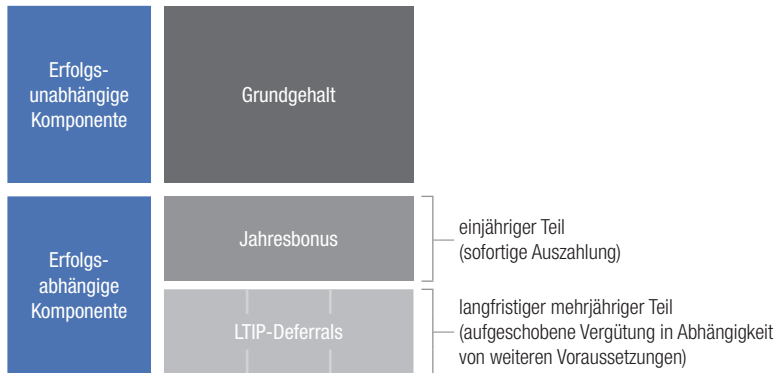 Erfolgs-
unabhängige
Komponente
Grundgehalt
Erfolgs-
abhängige
Komponente
Jahresbonus
einjähriger Teil
(sofortige Auszahlung)
LTIP-Deferrals
langfristiger mehrjähriger Teil
(aufgeschobene Vergütung in Abhängigkeit
von weiteren Voraussetzungen)